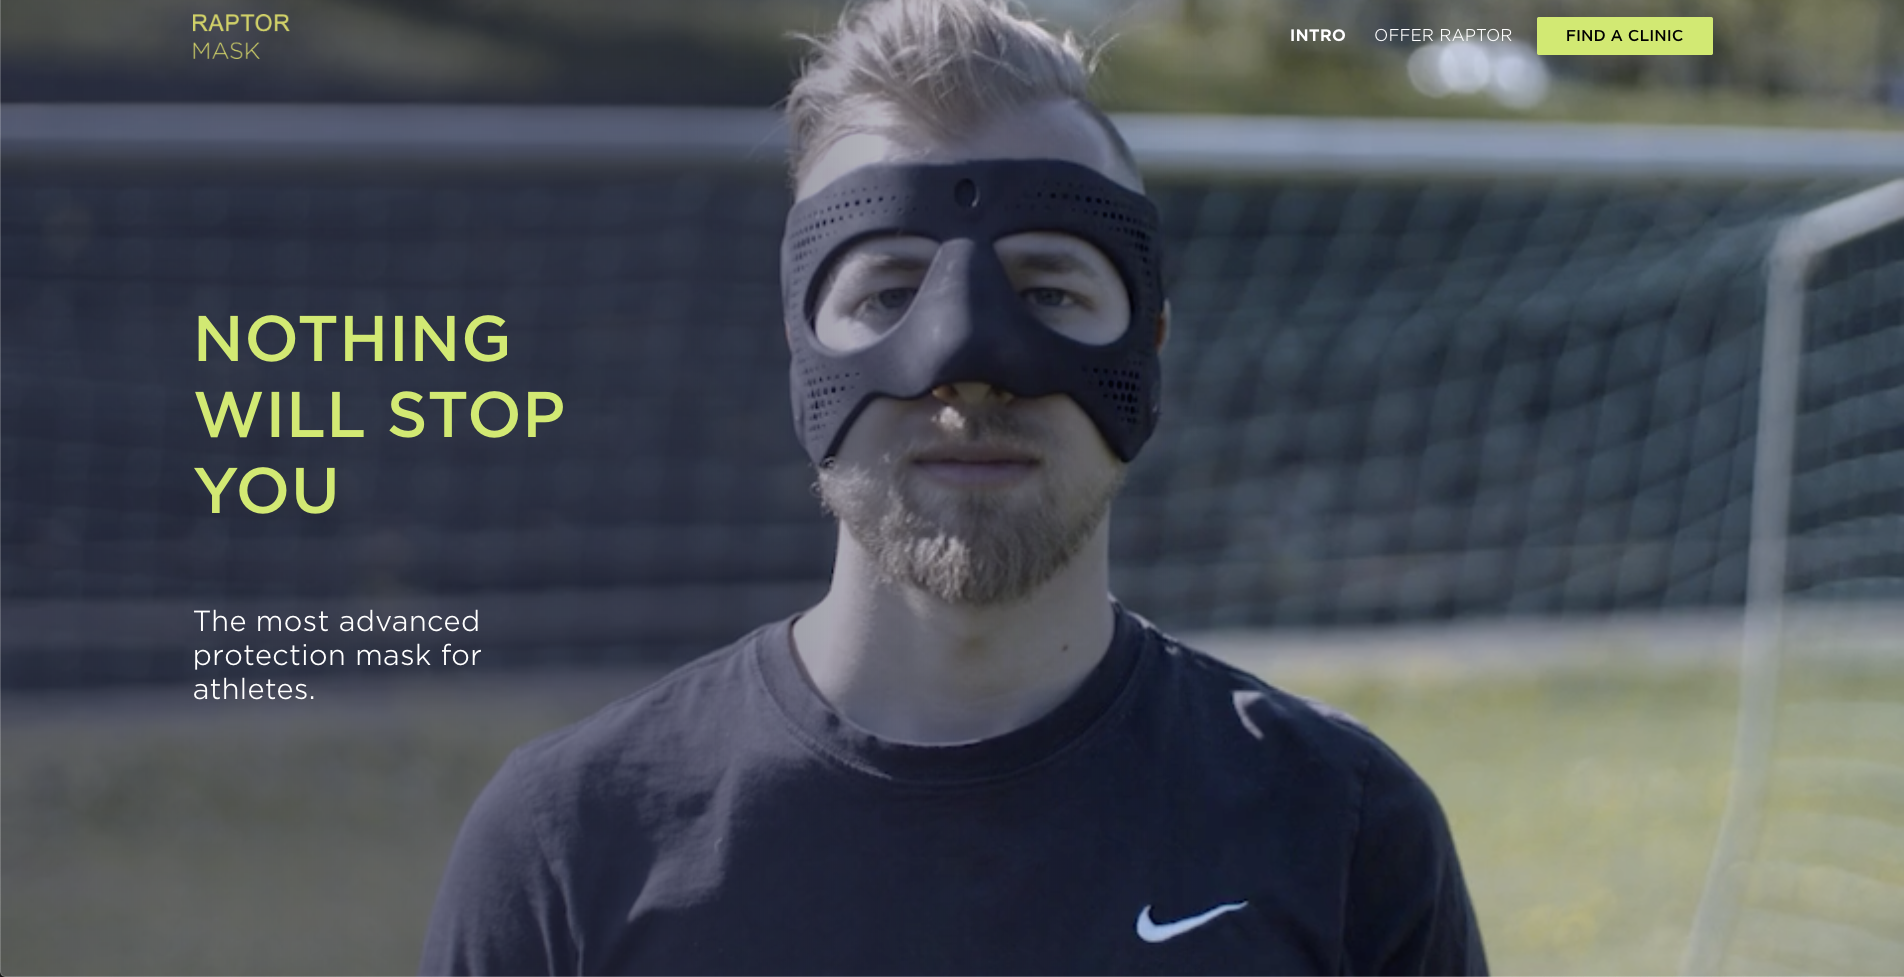 RAPTOR
MASK
INTRO OFFER RAPTOR FIND A CLINIC
NOTHING
WILL STOP
YOU
The most advanced
protection mask for
athletes.